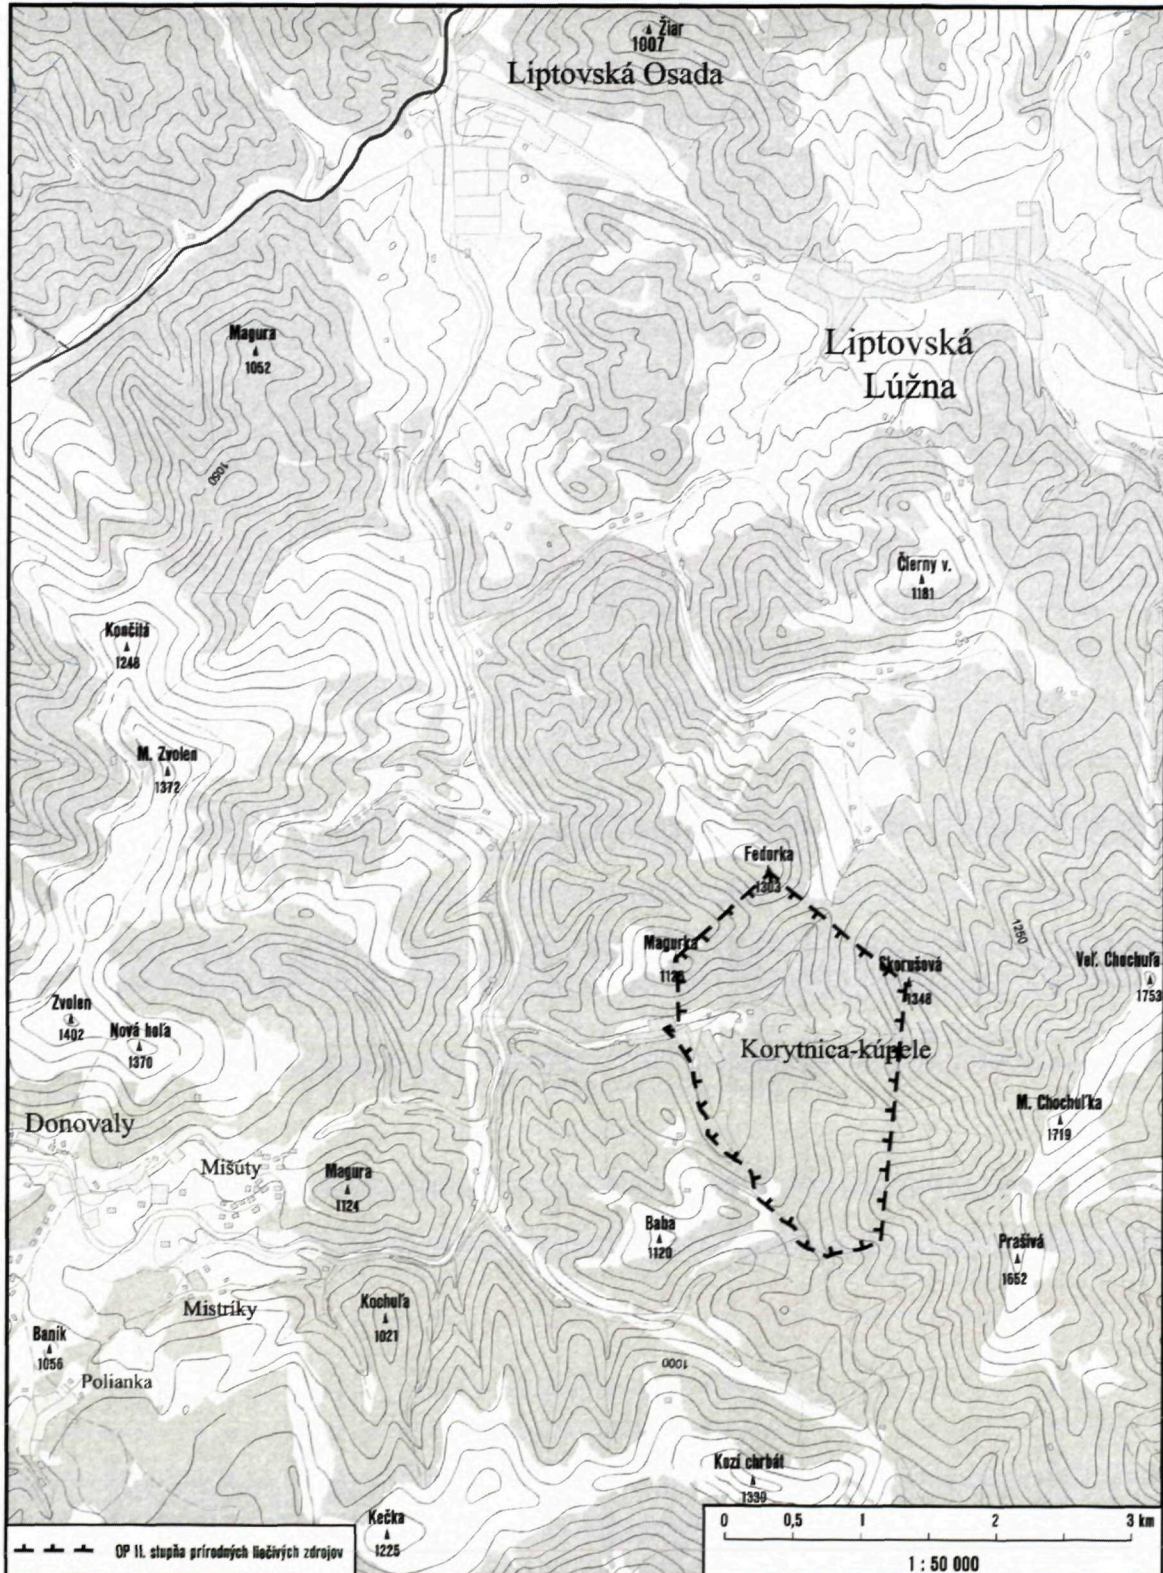 Žiar
1007
Liptovská Osada
Magura
1052
Liptovská
Lúžna
1050
Čierny v.
1181
Končitá
1248
M. Zvolen
1372
Fedorka
1303
1250
Magurka
Skorušová
1348
Veľ. Chochuľa
1753
Zvolen
1402
Nová hoľa
1370
Korytnica-kúpele
M. Chochuľka
1719
Donovaly
Mišúty
Magura
1124
Baba
1120
Prašivá
1652
Mistríky
Kochuľa
1021
Baník
1056
Polianka
1000
Kozí chrbát
1330
Kečka
1225
OP II. stupňa prírodných liečivých zdrojov
0 0,5 1 2 3 km
1 : 50 000